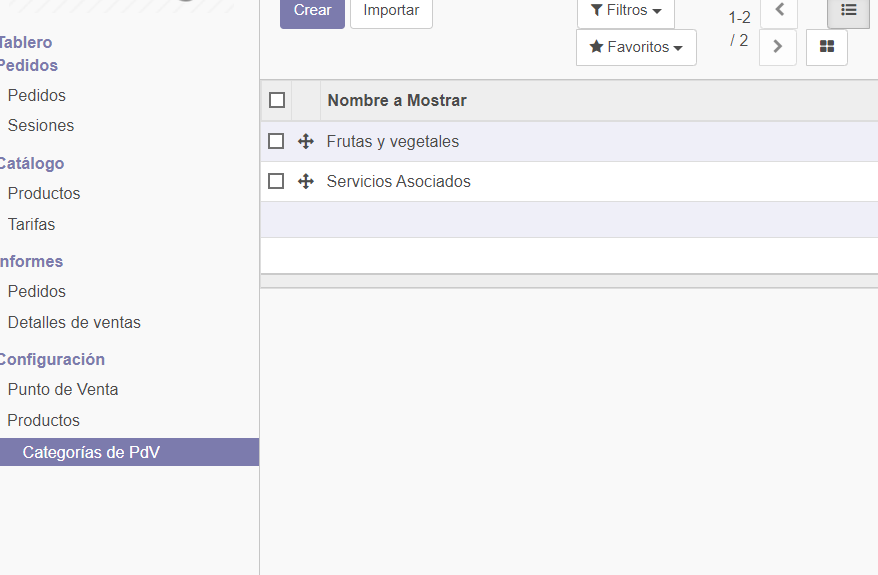 Tablero
Pedidos
Pedidos
Sesiones
Catálogo
Productos
Tarifas
Informes
Pedidos
Detalles de ventas
Configuración
Punto de Venta
Productos
Categorías de PdV
Crear
Importar
Filtros
Favoritos
1-2
/ 2
Nombre a Mostrar
Frutas y vegetales
Servicios Asociados